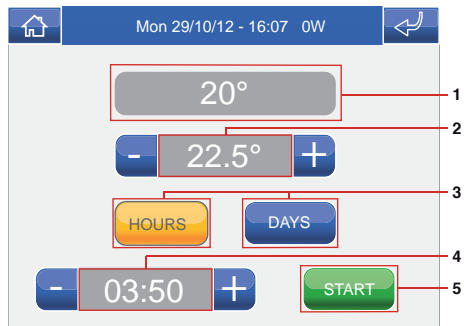 Mon 29/10/12 - 16:07 0W
20°
1
2
- 22.5° +
3
HOURS DAYS
4
- 03:50 +
START
5